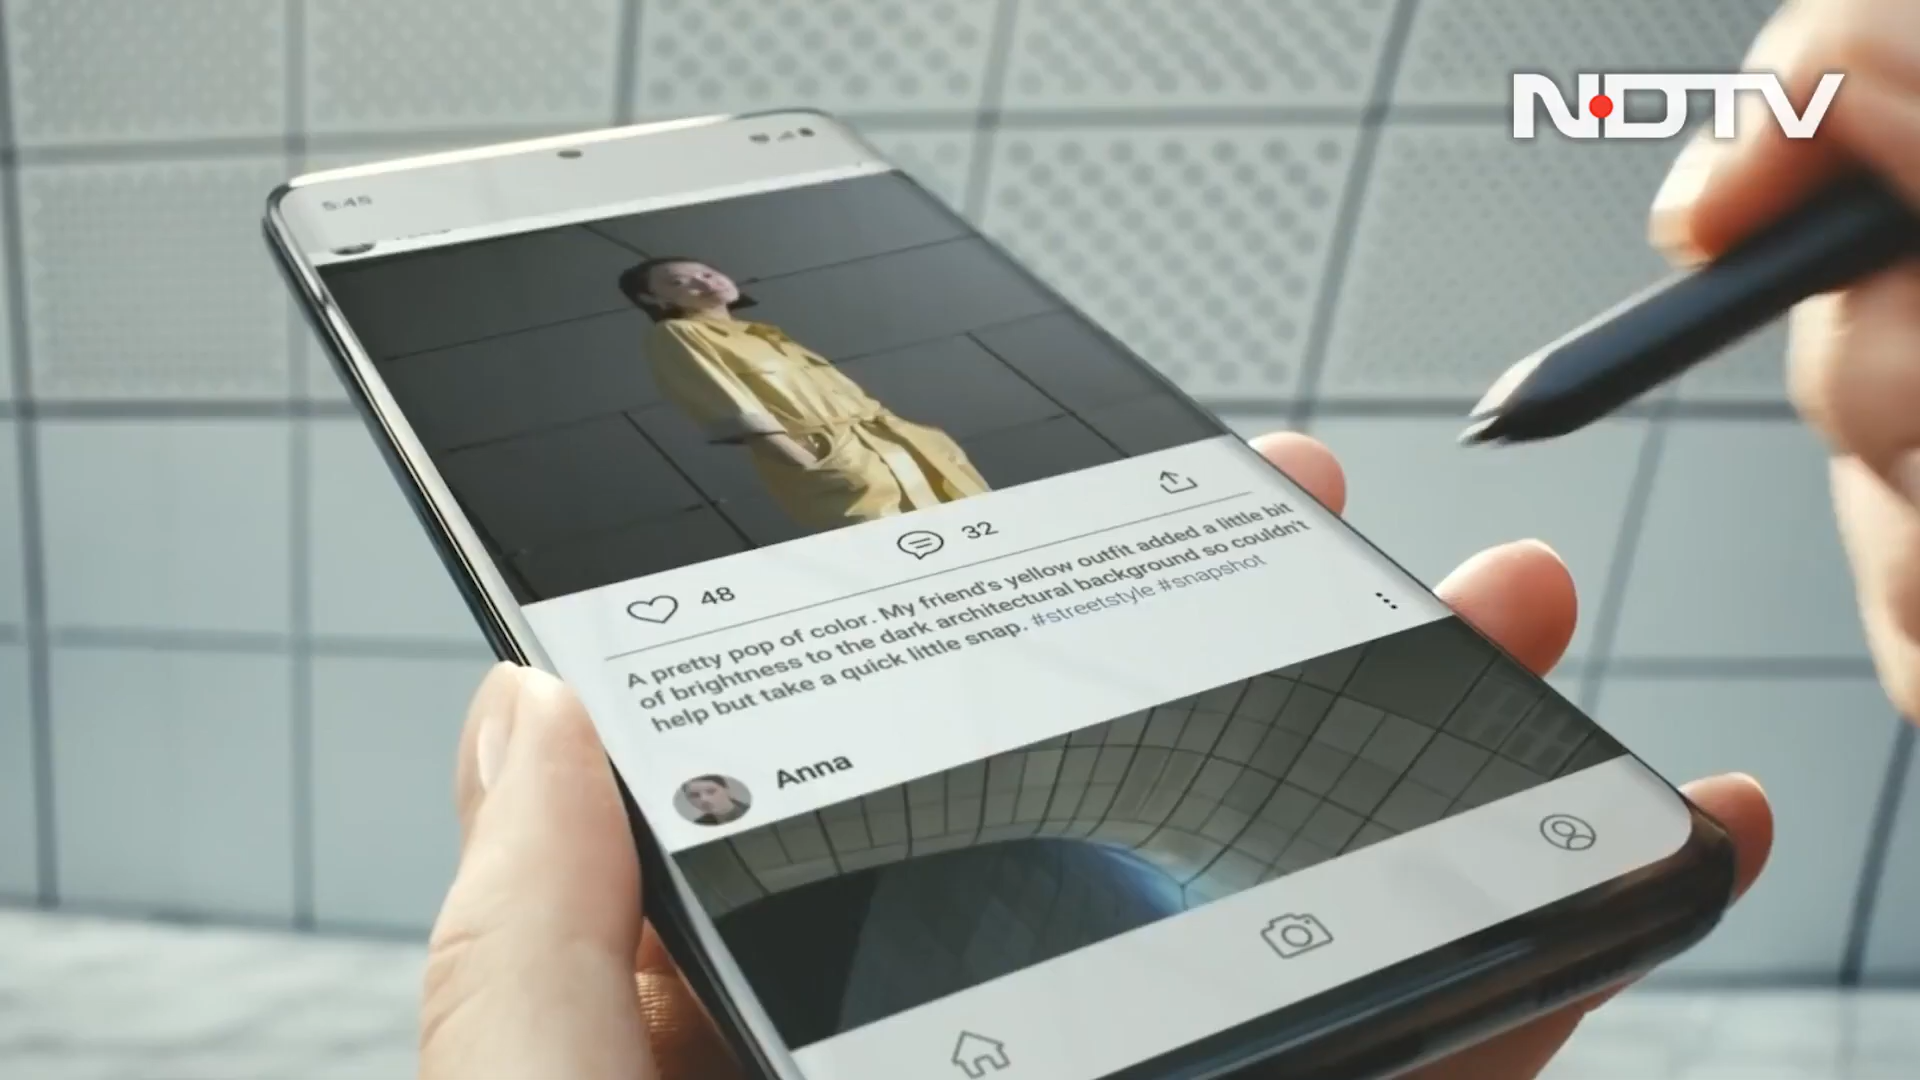 NDTV
5:45
48
32
A pretty pop of color. My friend's yellow outfit added a little bit
of brightness to the dark architectural background so couldn't
help but take a quick little snap. #streetstyle #snapshot
Anna